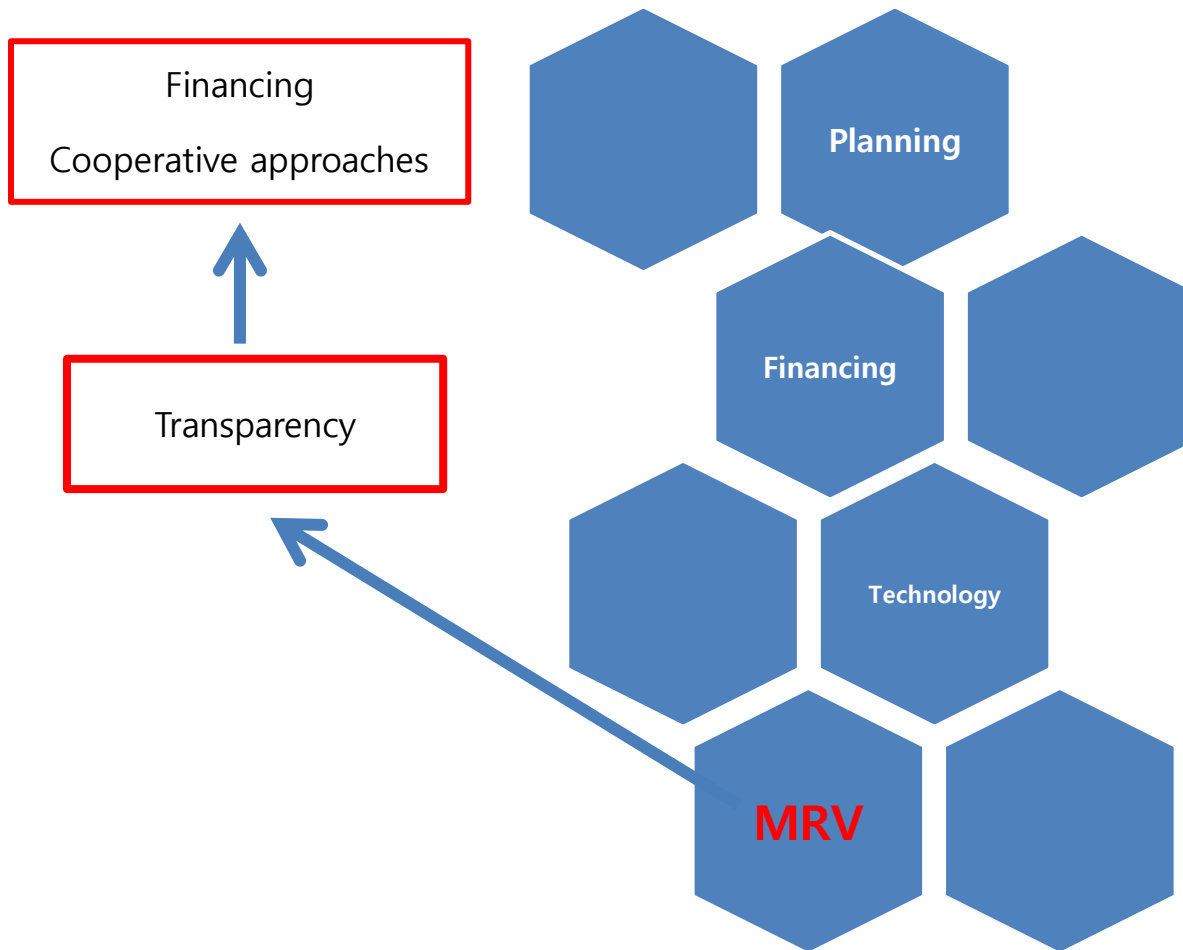 Financing
Cooperative approaches
Transparency
Planning
Financing
Technology
MRV